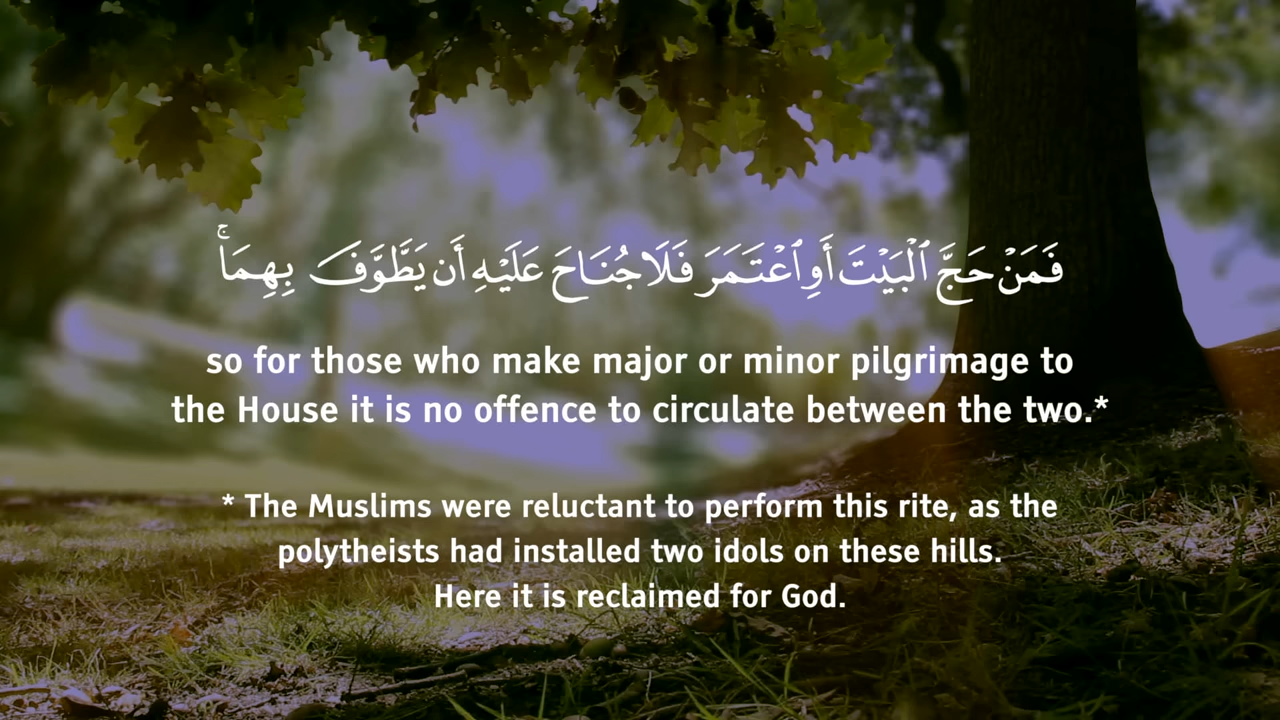 فَمَنْ حَجَّ ٱلْبَيْتَ أَوِ ٱعْتَمَرَ فَلَا جُنَاحَ عَلَيْهِ أَن يَطَّوَّفَ بِهِمَاۚ
so for those who make major or minor pilgrimage to
the House it is no offence to circulate between the two.*
* The Muslims were reluctant to perform this rite, as the
polytheists had installed two idols on these hills.
Here it is reclaimed for God.